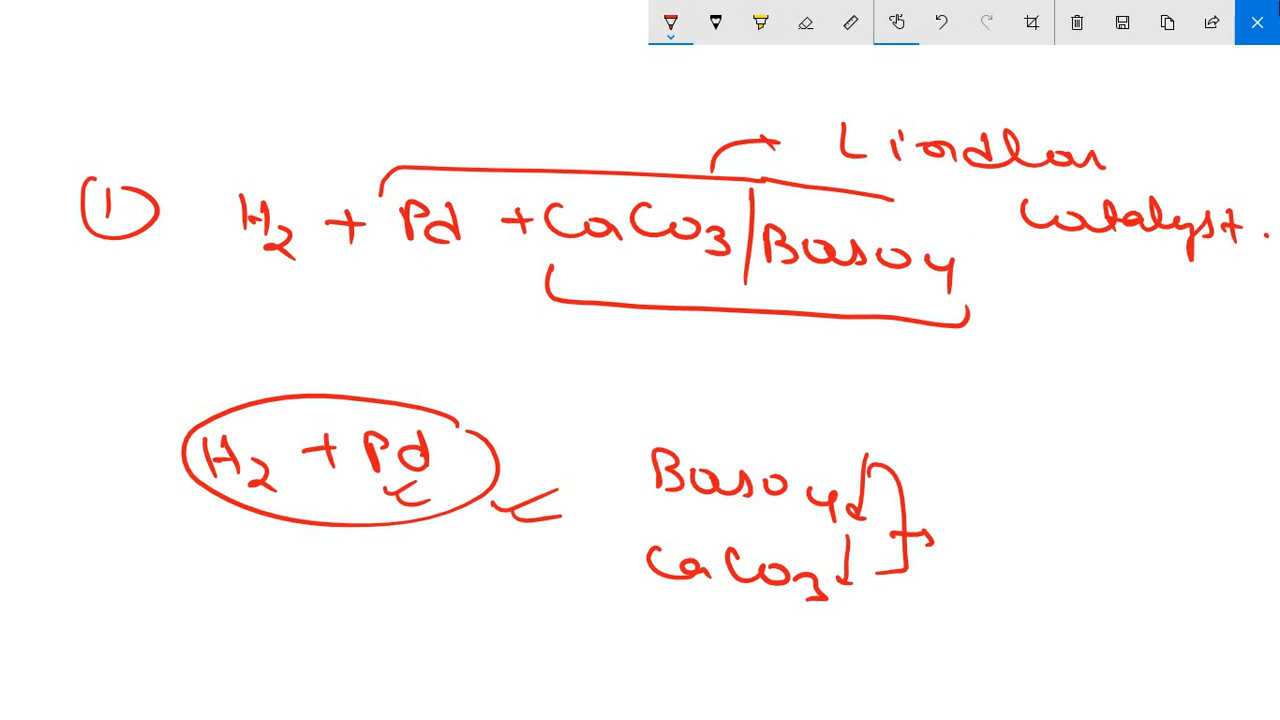 Lindlar
① H2 + Pd + CaCO3 | BaSO4 catalyst.
H2 + Pd
BaSO4 ↓
CaCO3 ↓